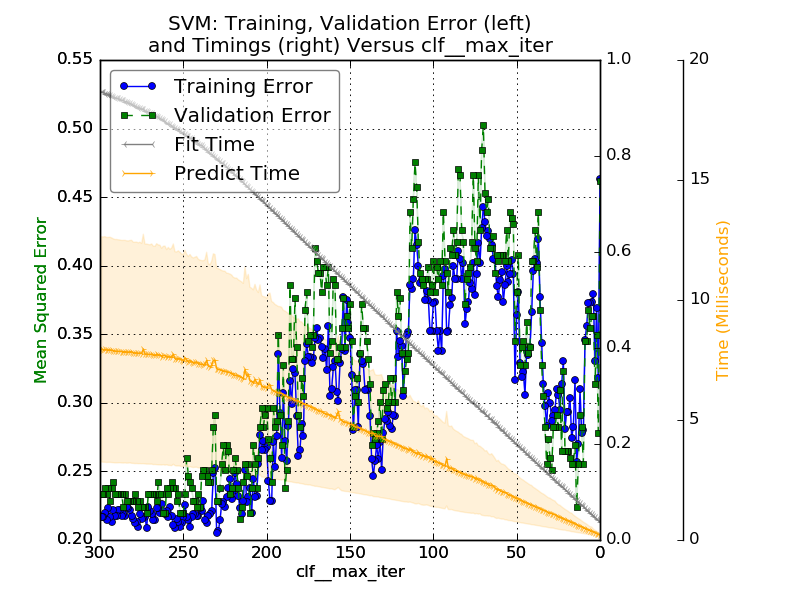 SVM: Training, Validation Error (left)
and Timings (right) Versus clf__max_iter
Training Error
Validation Error
Fit Time
Predict Time
Mean Squared Error
0.55
0.50
0.45
0.40
0.35
0.30
0.25
0.20
300
250
200
150
100
50
0
clf__max_iter
1.0
0.8
0.6
0.4
0.2
0.0
20
15
10
5
0
Time (Milliseconds)